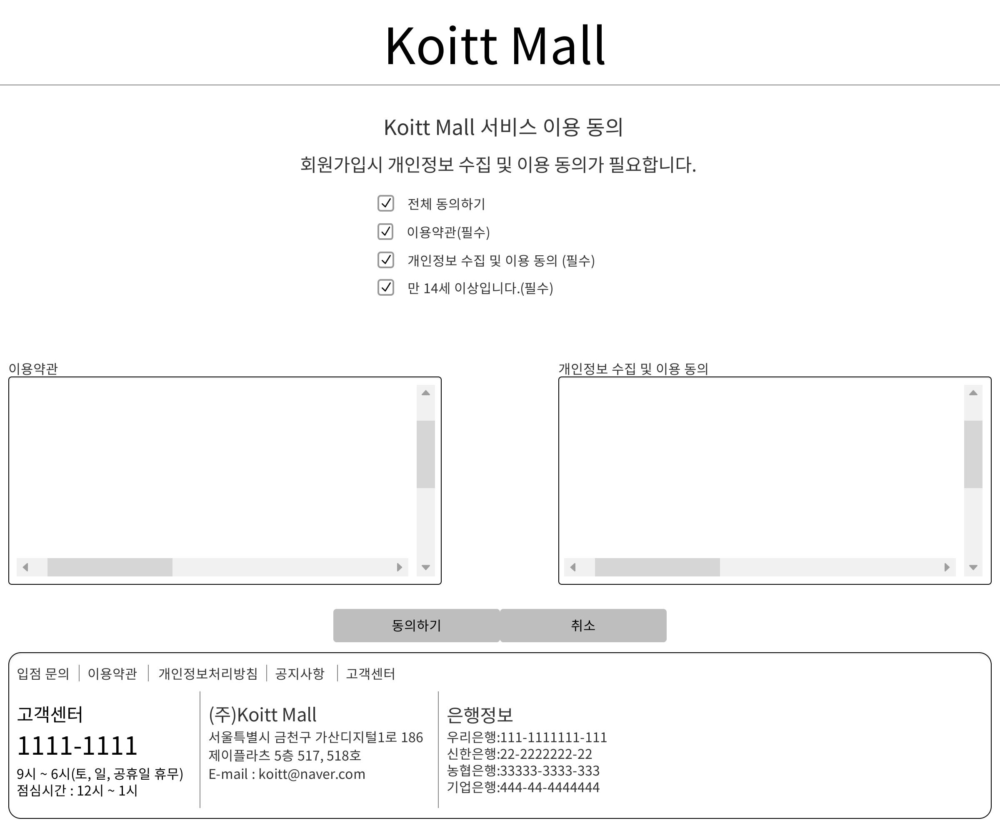 Koitt Mall
Koitt Mall 서비스 이용 동의
회원가입시 개인정보 수집 및 이용 동의가 필요합니다.
전체 동의하기
이용약관(필수)
개인정보 수집 및 이용 동의 (필수)
만 14세 이상입니다.(필수)
이용약관
개인정보 수집 및 이용 동의
동의하기
취소
입점 문의
이용약관
개인정보처리방침
공지사항
고객센터
고객센터
1111-1111
9시 ~ 6시(토, 일, 공휴일 휴무)
점심시간 : 12시 ~ 1시
(주)Koitt Mall
서울특별시 금천구 가산디지털1로 186
제이플라츠 5층 517, 518호
E-mail : koitt@naver.com
은행정보
우리은행:111-1111111-111
신한은행:22-2222222-22
농협은행:33333-3333-333
기업은행:444-44-4444444